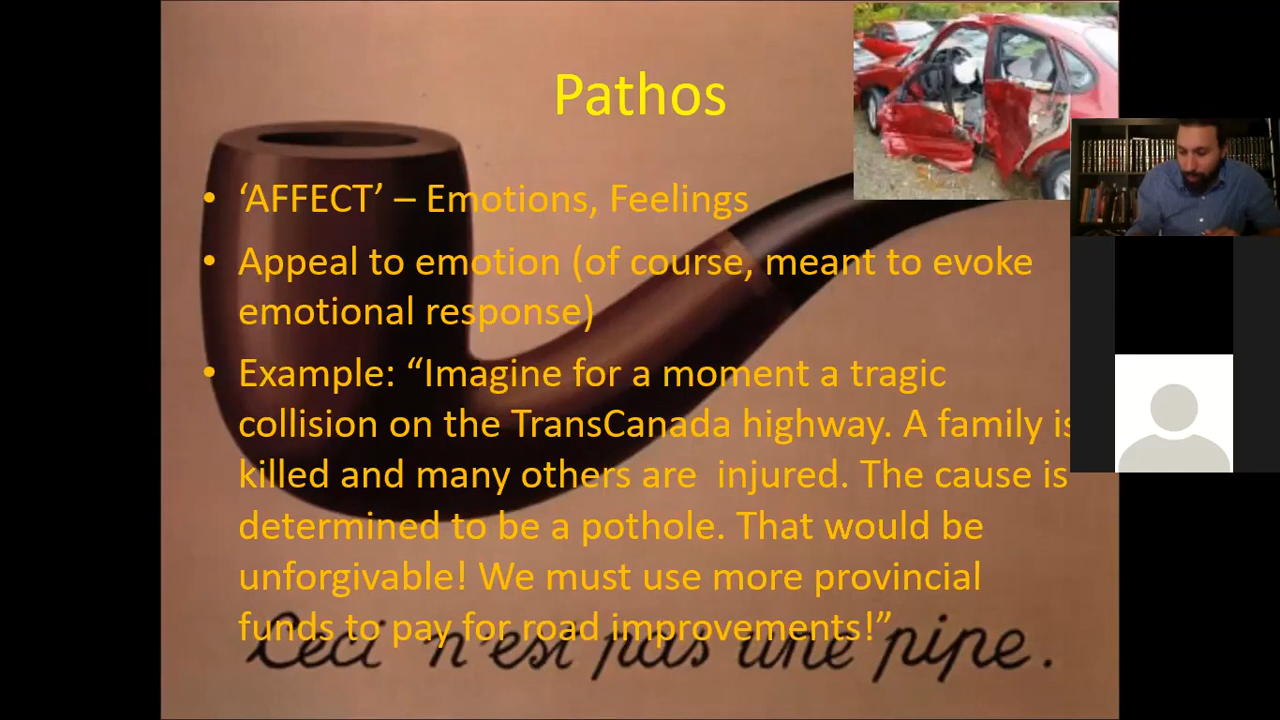 Pathos
• ‘AFFECT’ – Emotions, Feelings
• Appeal to emotion (of course, meant to evoke
emotional response)
• Example: “Imagine for a moment a tragic
collision on the TransCanada highway. A family is
killed and many others are  injured. The cause is
determined to be a pothole. That would be
unforgivable! We must use more provincial
funds to pay for road improvements!”
Ceci n'est pas une pipe.